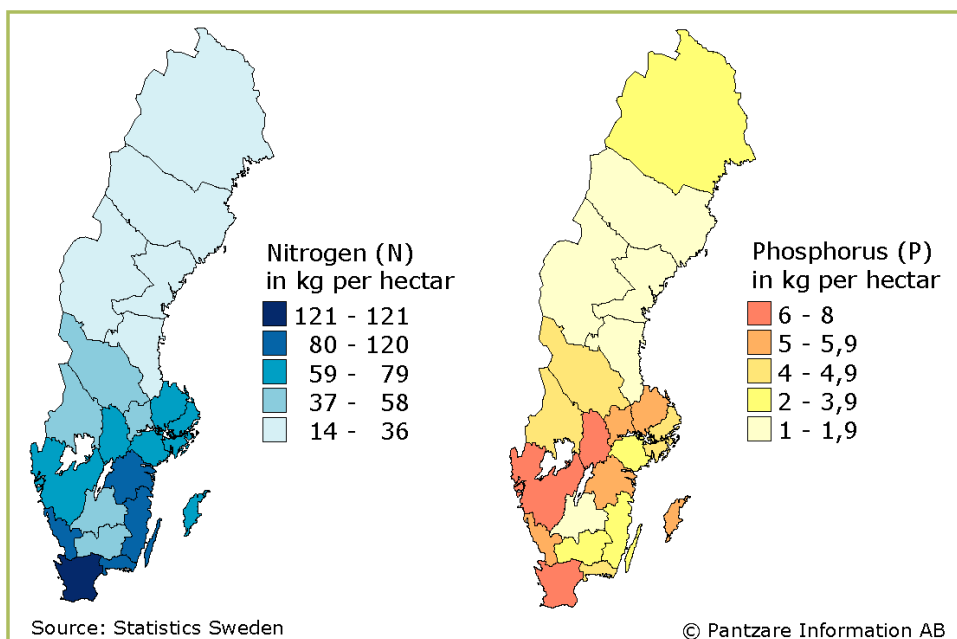 Nitrogen (N)
in kg per hectar
121 - 121
80 - 120
59 - 79
37 - 58
14 - 36
Phosphorus (P)
in kg per hectar
6 - 8
5 - 5,9
4 - 4,9
2 - 3,9
1 - 1,9
Source: Statistics Sweden
© Pantzare Information AB